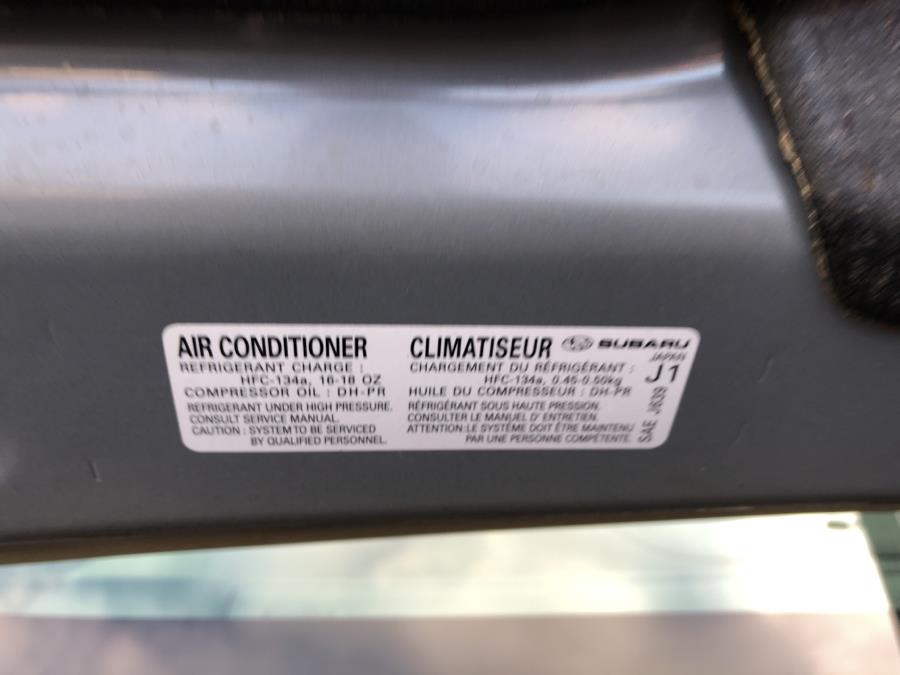 AIR CONDITIONER
REFRIGERANT CHARGE :
HFC-134a, 16-18 OZ
COMPRESSOR OIL : DH-PR
REFRIGERANT UNDER HIGH PRESSURE.
CONSULT SERVICE MANUAL.
CAUTION : SYSTEM TO BE SERVICED
BY QUALIFIED PERSONNEL.
CLIMATISEUR
CHARGEMENT DU RÉFRIGÉRANT :
HFC-134a, 0.45-0.50kg
HUILE DU COMPRESSEUR : DH-PR
RÉFRIGÉRANT SOUS HAUTE PRESSION.
CONSULTER LE MANUEL D' ENTRETIEN.
ATTENTION:LE SYSTÈME DOIT ÊTRE MAINTENU
PAR UNE PERSONNE COMPÉTENTE.
SUBARU
JAPAN
J1
SAE J639